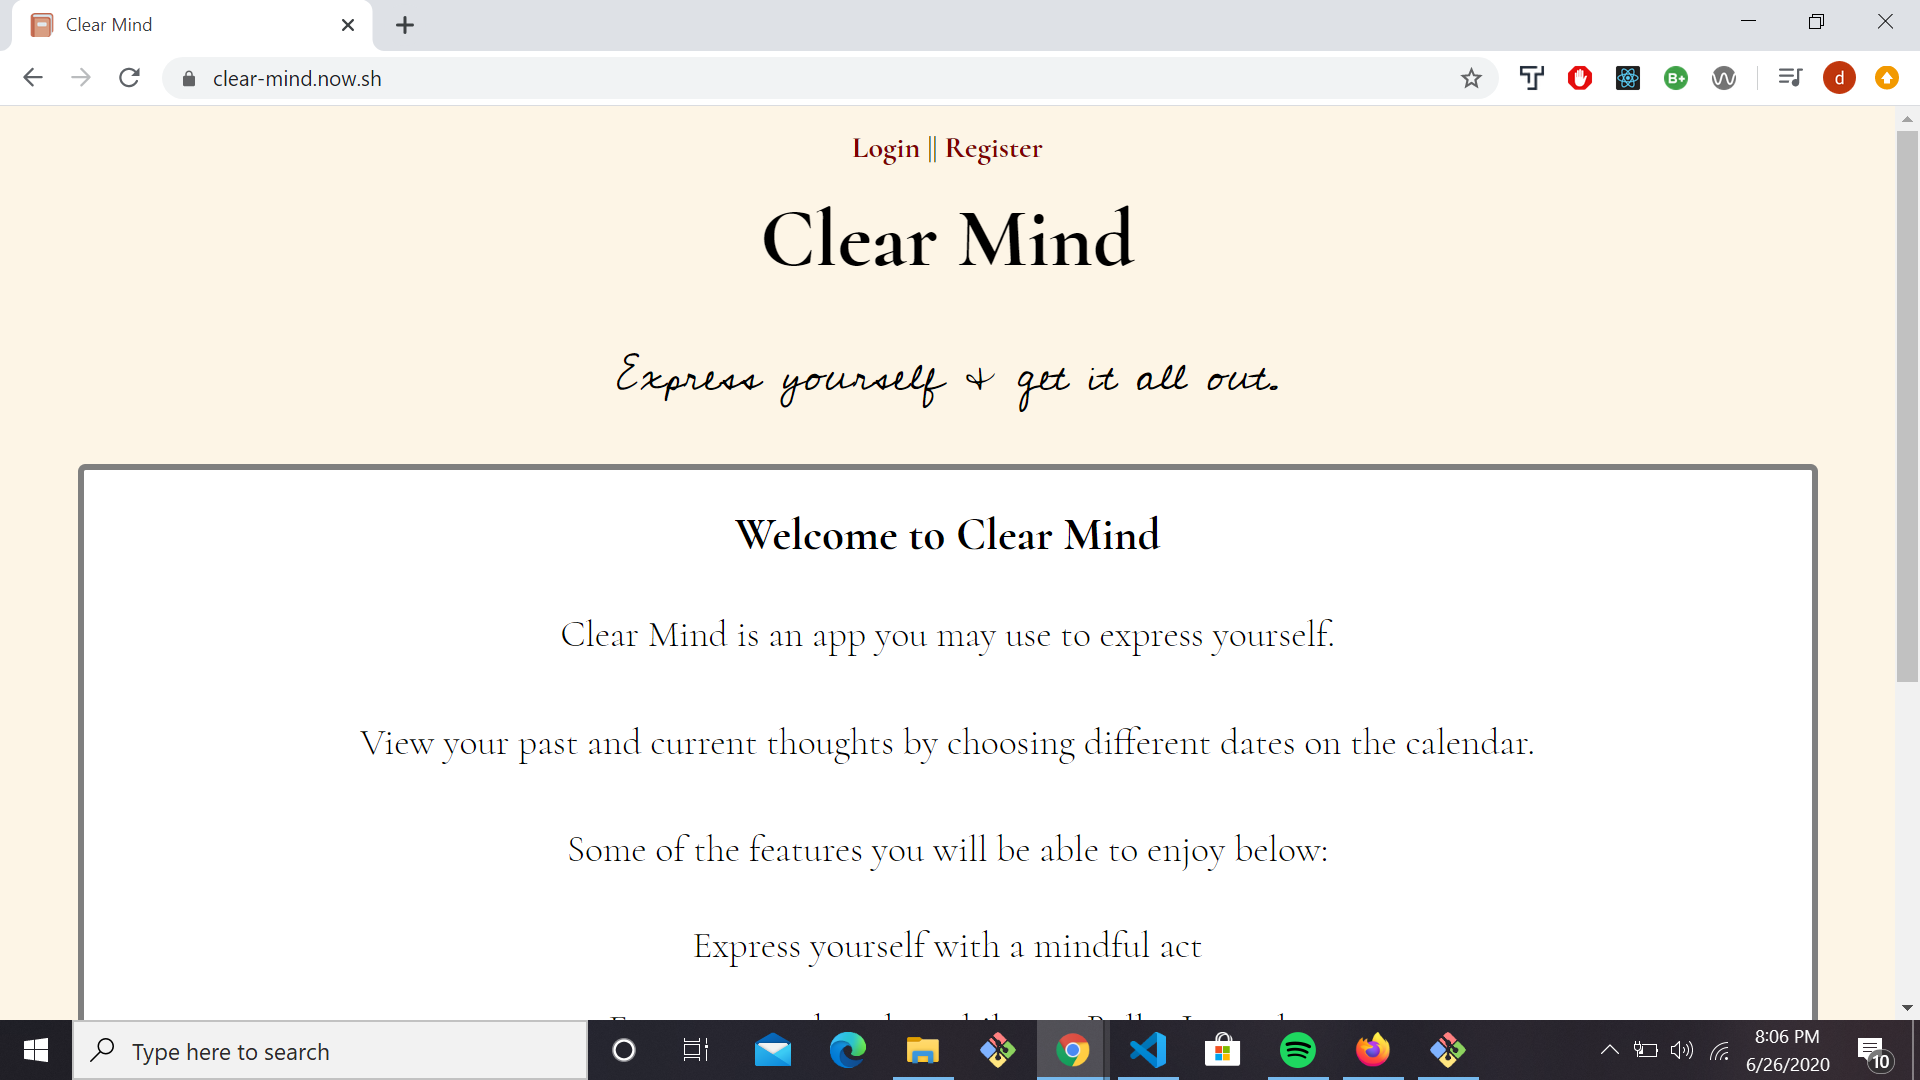 Clear Mind
clear-mind.now.sh
B+
d
Login || Register
Clear Mind
Express yourself & get it all out.
Welcome to Clear Mind
Clear Mind is an app you may use to express yourself.
View your past and current thoughts by choosing different dates on the calendar.
Some of the features you will be able to enjoy below:
Express yourself with a mindful act
Type here to search
8:06 PM
6/26/2020
10